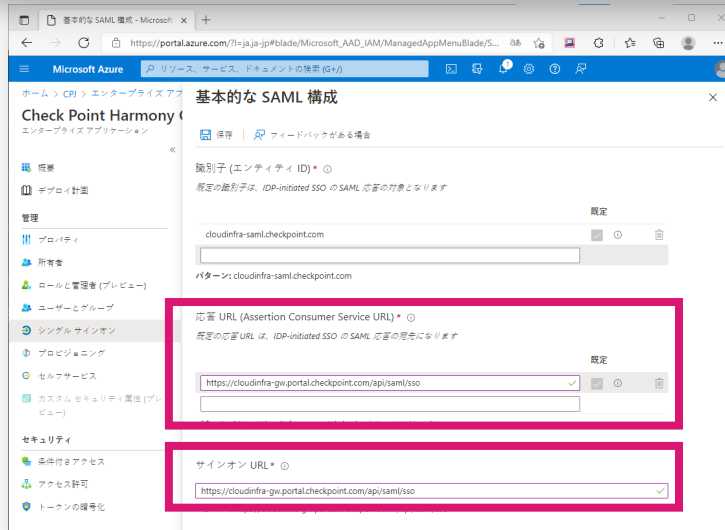 基本的な SAML 構成 - Microsoft
https://portal.azure.com/?l=ja.ja-jp#blade/Microsoft_AAD_IAM/ManagedAppMenuBlade/S...
Microsoft Azure
リソース、サービス、ドキュメントの検索 (G+/)
1
ホーム > CPJ > エンタープライズ アプ
Check Point Harmony
エンタープライズ アプリケーション
概要
デプロイ計画
管理
プロパティ
所有者
ロールと管理者 (プレビュー)
ユーザーとグループ
シングル サインオン
プロビジョニング
セルフサービス
カスタム セキュリティ属性 (プレ
ビュー)
セキュリティ
条件付きアクセス
アクセス許可
トークンの暗号化
基本的な SAML 構成
保存
フィードバックがある場合
識別子 (エンティティ ID) *
既定の識別子は、IDP-initiated SSO の SAML 応答の対象となります
既定
cloudinfra-saml.checkpoint.com
パターン: cloudinfra-saml.checkpoint.com
応答 URL (Assertion Consumer Service URL) *
既定の応答 URL は、IDP-initiated SSO の SAML 応答の宛先になります
既定
https://cloudinfra-gw.portal.checkpoint.com/api/saml/sso
サインオン URL *
https://cloudinfra-gw.portal.checkpoint.com/api/saml/sso